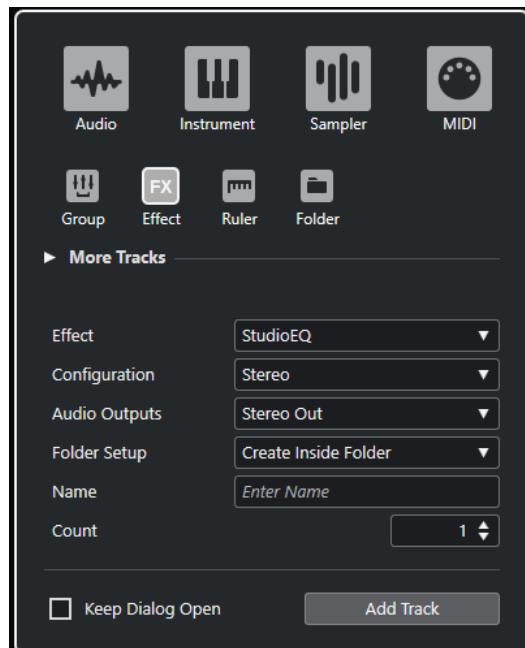 Audio Instrument Sampler MIDI
FX
Group Effect Ruler Folder
More Tracks
Effect StudioEQ
Configuration Stereo
Audio Outputs Stereo Out
Folder Setup Create Inside Folder
Name Enter Name
Count 1
Keep Dialog Open Add Track